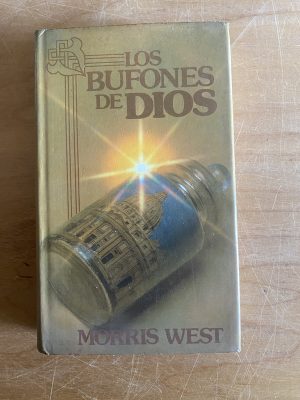 LOS
BUFONES
DE DIOS
MORRIS WEST